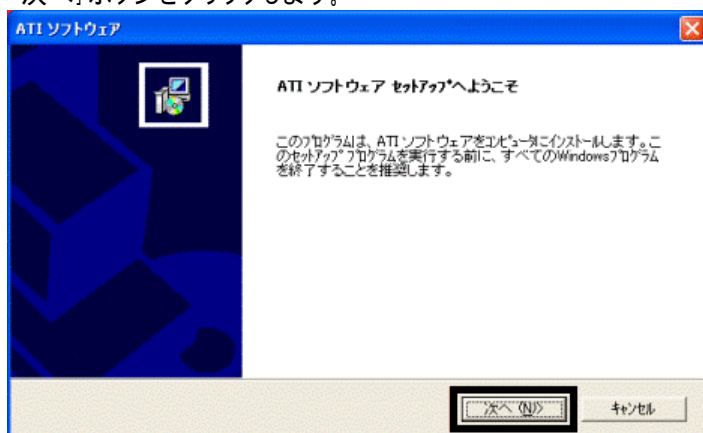 次へ」ボタンをクリックします。
ATI ソフトウェア
ATI ソフトウェア セットアップへようこそ
このプログラムは、ATI ソフトウェアをコンピュータにインストールします。こ
のセットアップ プログラムを実行する前に、すべてのWindowsプログラム
を終了することを推奨します。
次へ (N)>
キャンセル